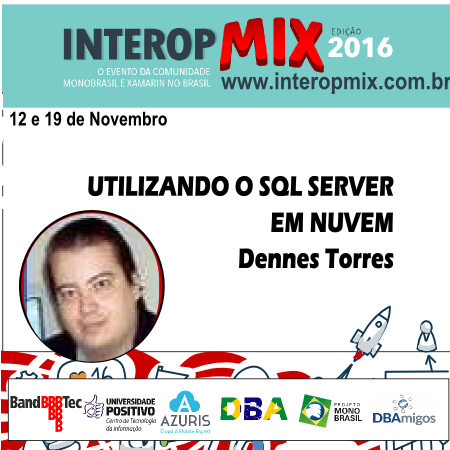 INTEROP MIX EDIÇÃO 2016
O EVENTO DA COMUNIDADE
MONOBRASIL E XAMARIN NO BRASIL
www.interopmix.com.br
12 e 19 de Novembro
UTILIZANDO O SQL SERVER
EM NUVEM
Dennes Torres
BandBBBTec
UNIVERSIDADE
POSITIVO
Centro de Tecnologia
da Informação
AZURIS
Cloud & Mobile Expert
DBA
PROJETO
MONO
BRASIL
DBAmigos